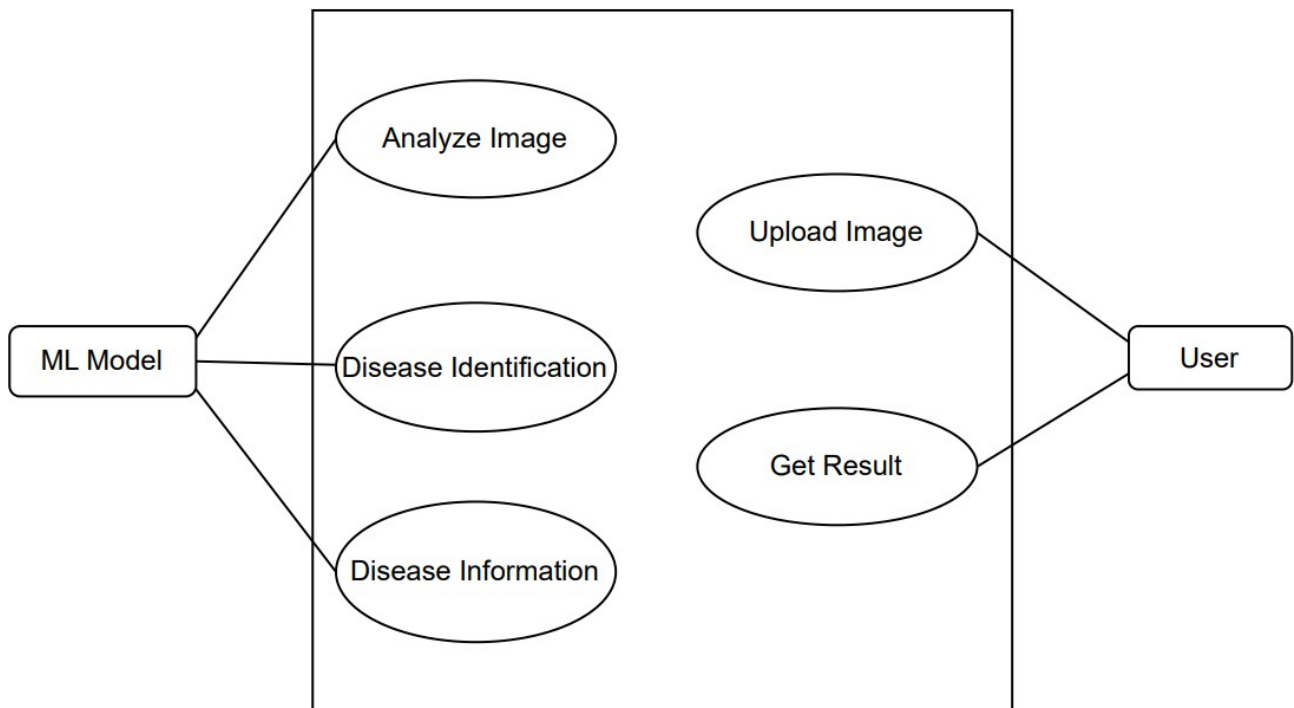 Analyze Image
Upload Image
ML Model
Disease Identification
User
Get Result
Disease Information